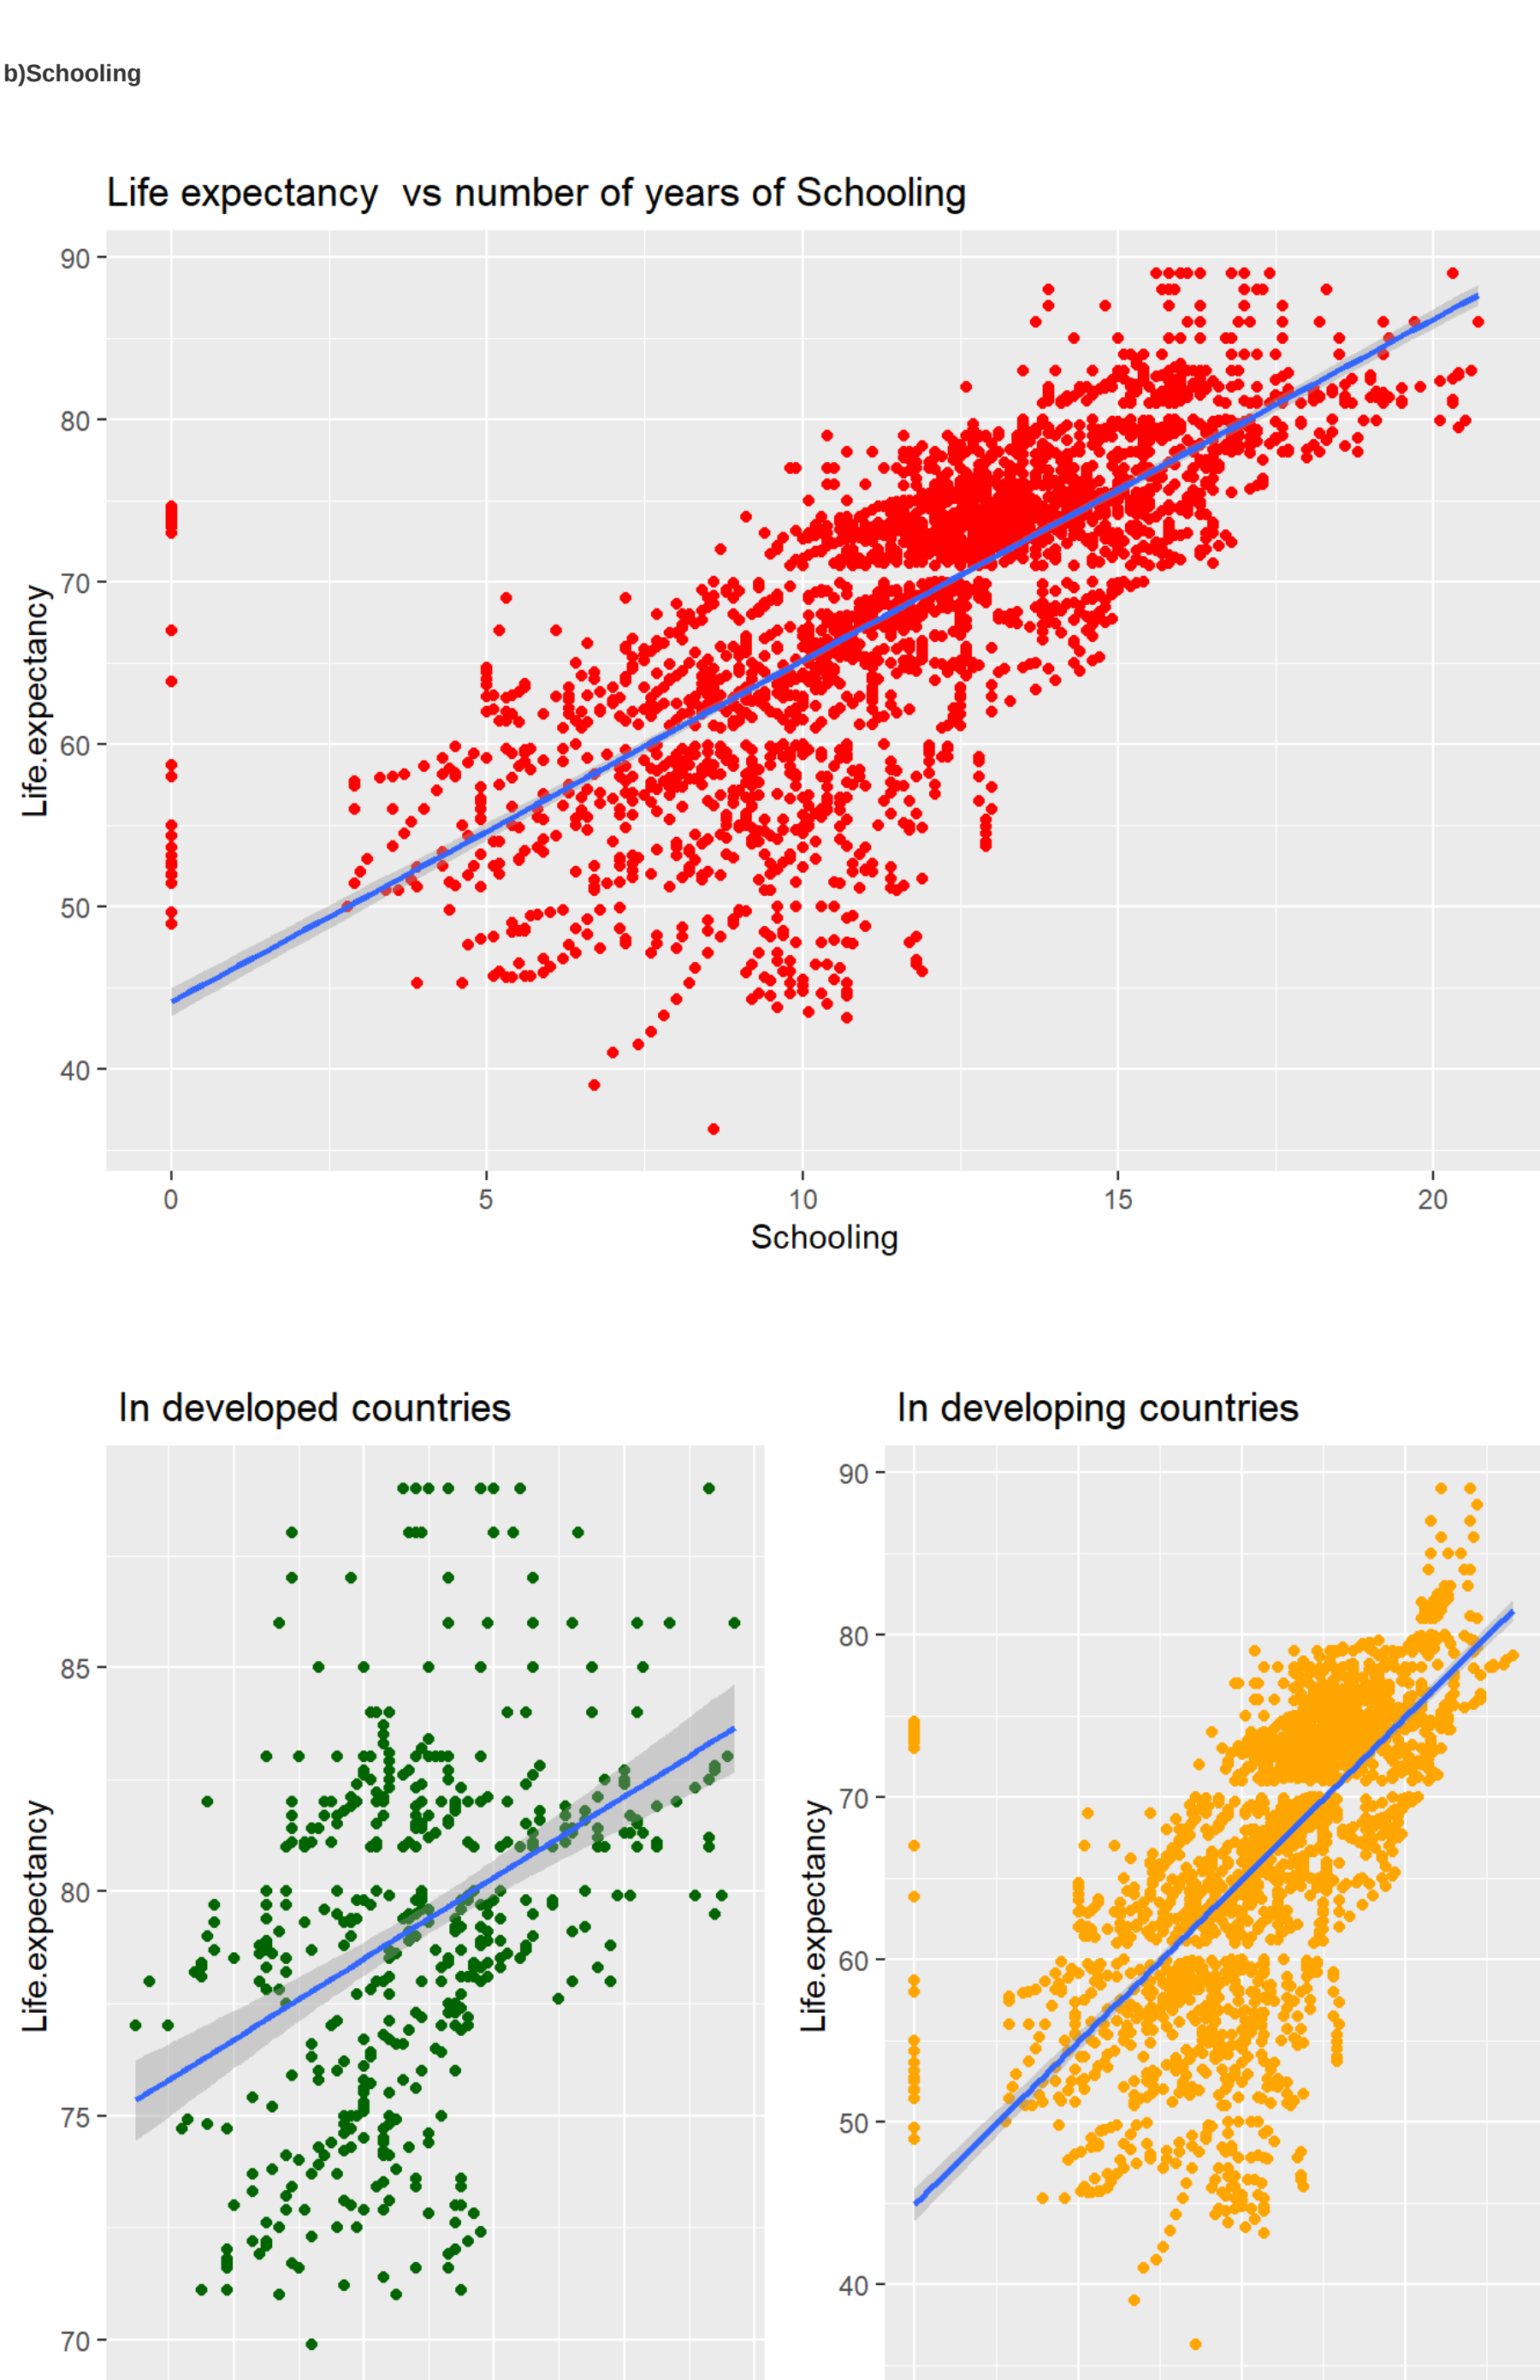 b)Schooling
Life expectancy  vs number of years of Schooling
90
80
70
60
50
40
Life.expectancy
0 5 10 15 20
Schooling
In developed countries
85
80
75
70
Life.expectancy
In developing countries
90
80
70
60
50
40
Life.expectancy